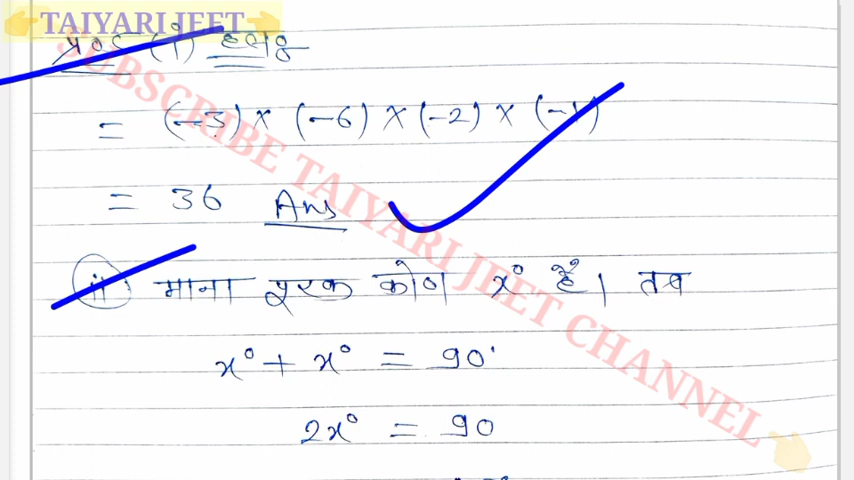 TAIYARI JEET
(i) हल
= (-3) × (-6) × (-2) × (-1)
= 36 Ans
SUBSCRIBE TAIYARI JEET CHANNEL
(ii) माना पूरक कोण x° है। तब
x° + x° = 90°
2x° = 90